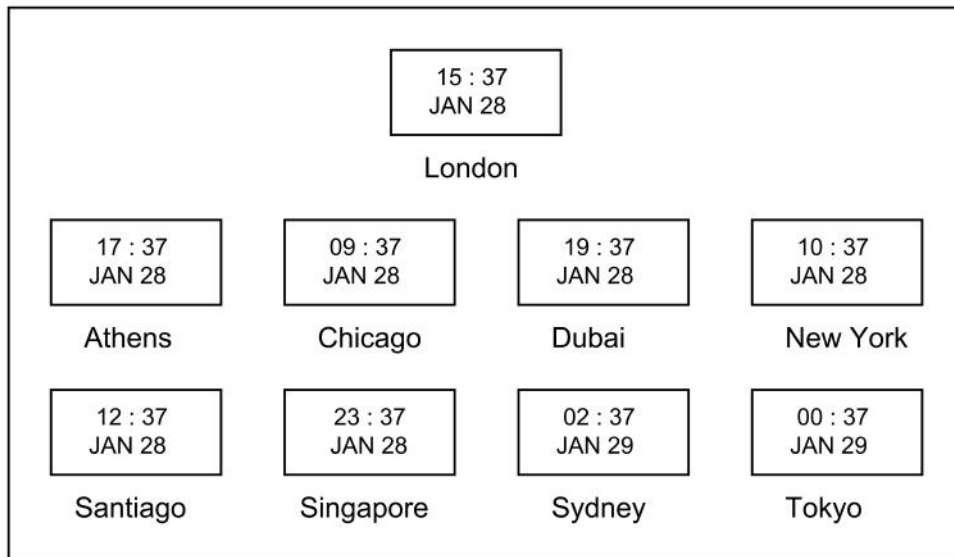 15 : 37
JAN 28
London
17 : 37
JAN 28
Athens
09 : 37
JAN 28
Chicago
19 : 37
JAN 28
Dubai
10 : 37
JAN 28
New York
12 : 37
JAN 28
Santiago
23 : 37
JAN 28
Singapore
02 : 37
JAN 29
Sydney
00 : 37
JAN 29
Tokyo